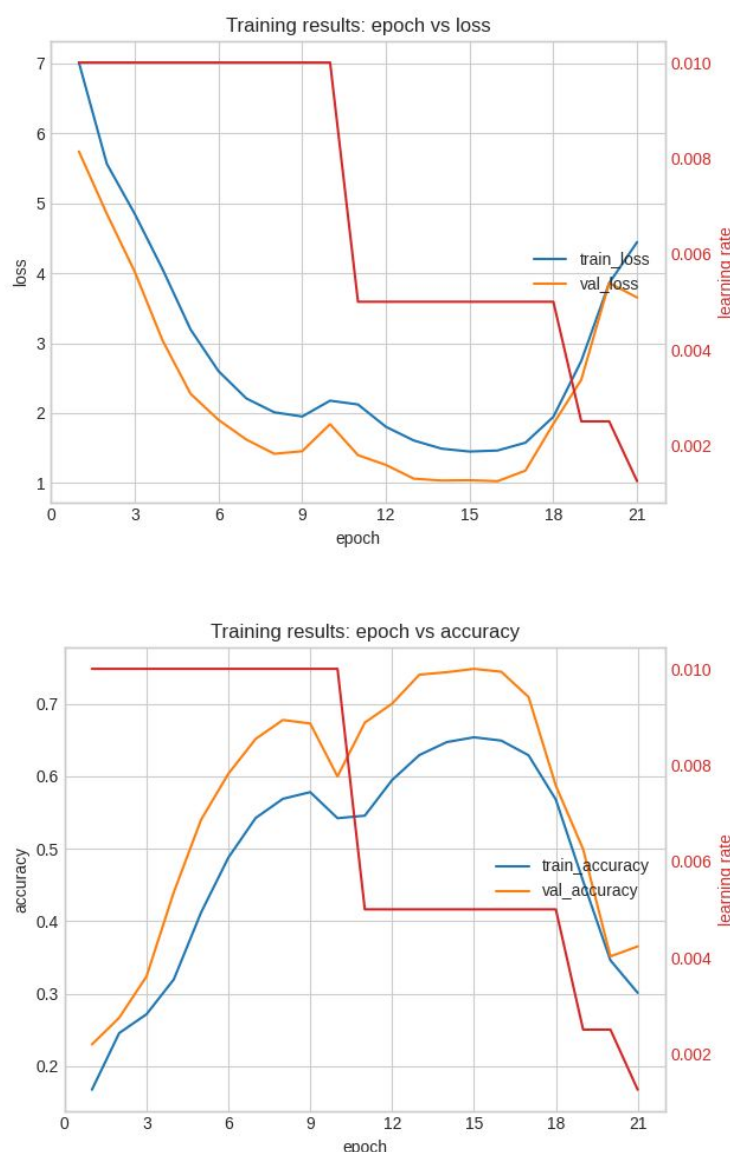 Training results: epoch vs loss
7
6
5
4
3
2
1
loss
0.010
0.008
0.006
0.004
0.002
learning rate
train_loss
val_loss
0 3 6 9 12 15 18 21
epoch
Training results: epoch vs accuracy
0.7
0.6
0.5
0.4
0.3
0.2
accuracy
0.010
0.008
0.006
0.004
0.002
learning rate
train_accuracy
val_accuracy
0 3 6 9 12 15 18 21
epoch